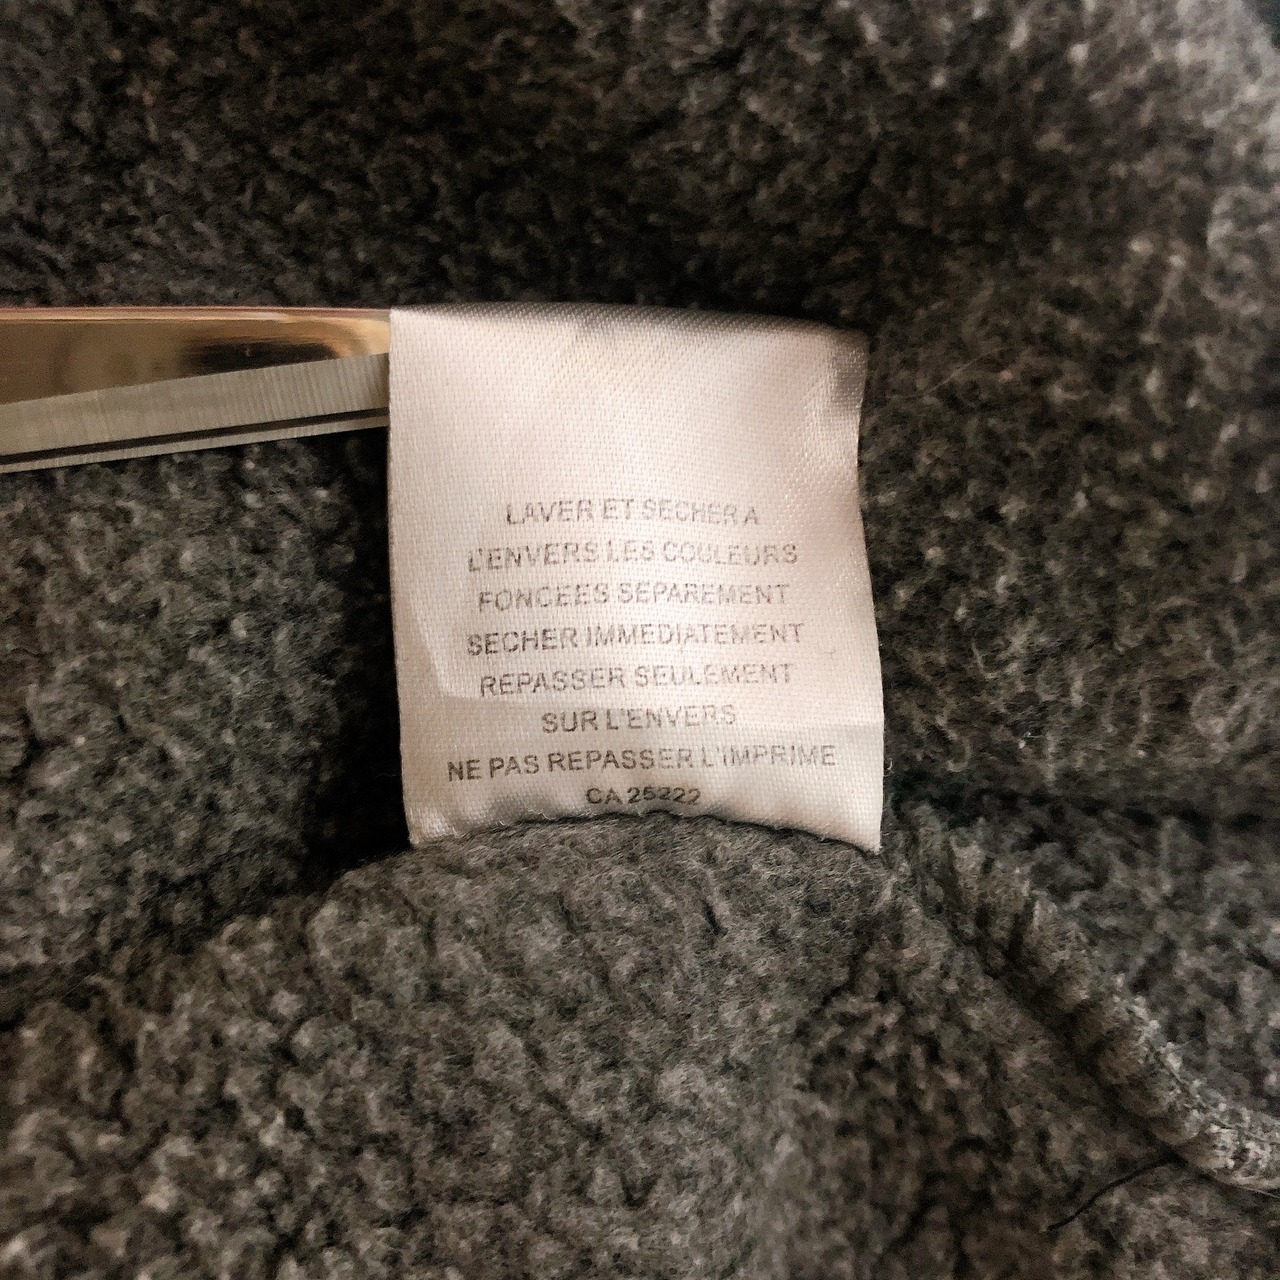 LAVER ET SECHER A
L'ENVERS LES COULEURS
FONCEES SEPAREMENT
SECHER IMMEDIATEMENT
REPASSER SEULEMENT
SUR L'ENVERS
NE PAS REPASSER L'IMPRIME
CA 25222